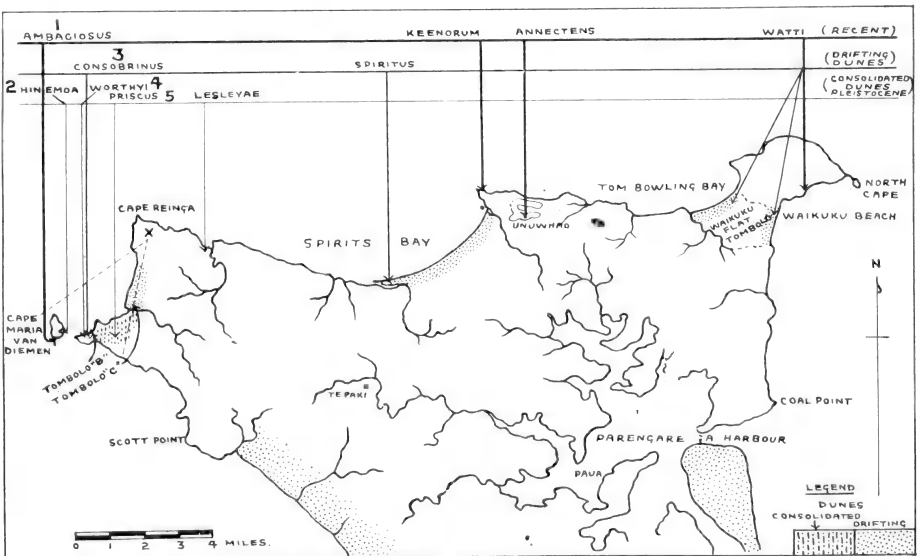 1
AMBAGIOSUS KEENORUM ANNECTENS WATTI (RECENT)
3
CONSOBRINUS SPIRITUS (DRIFTING DUNES)
2 HINEMOA WORTHYI 4 (CONSOLIDATED DUNES PLEISTOCENE)
PRISCUS 5 LESLEYAE
NORTH CAPE
TOM BOWLING BAY
CAPE REINGA
X
WAIKUKU FLAT TOMBOLO
WAIKUKU BEACH
UNUWHAO
SPIRITS BAY
N
CAPE MARIA VAN DIEMEN
TOMBOLO "B"
TOMBOLO "C"
TEPAKI
COAL POINT
SCOTT POINT
PARENGARE A HARBOUR
PAUA
LEGEND
DUNES
CONSOLIDATED DRIFTING
0 1 2 3 4 MILES.